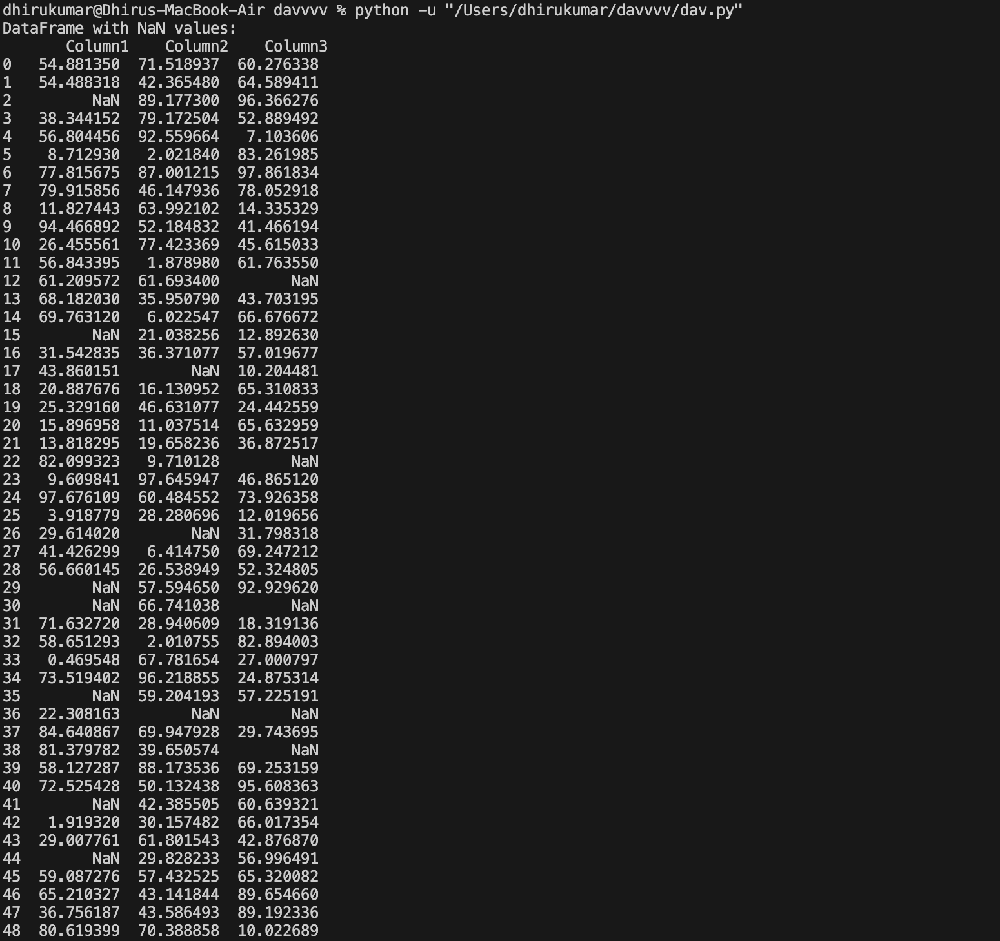 dhirukumar@Dhirus-MacBook-Air davvvv % python -u "/Users/dhirukumar/davvvv/dav.py"
DataFrame with NaN values:
      Column1    Column2    Column3
0   54.881350  71.518937  60.276338
1   54.488318  42.365480  64.589411
2         NaN  89.177300  96.366276
3   38.344152  79.172504  52.889492
4   56.804456  92.559664   7.103606
5    8.712930   2.021840  83.261985
6   77.815675  87.001215  97.861834
7   79.915856  46.147936  78.052918
8   11.827443  63.992102  14.335329
9   94.466892  52.184832  41.466194
10  26.455561  77.423369  45.615033
11  56.843395   1.878980  61.763550
12  61.209572  61.693400        NaN
13  68.182030  35.950790  43.703195
14  69.763120   6.022547  66.676672
15        NaN  21.038256  12.892630
16  31.542835  36.371077  57.019677
17  43.860151        NaN  10.204481
18  20.887676  16.130952  65.310833
19  25.329160  46.631077  24.442559
20  15.896958  11.037514  65.632959
21  13.818295  19.658236  36.872517
22  82.099323   9.710128        NaN
23   9.609841  97.645947  46.865120
24  97.676109  60.484552  73.926358
25   3.918779  28.280696  12.019656
26  29.614020        NaN  31.798318
27  41.426299   6.414750  69.247212
28  56.660145  26.538949  52.324805
29        NaN  57.594650  92.929620
30        NaN  66.741038        NaN
31  71.632720  28.940609  18.319136
32  58.651293   2.010755  82.894003
33   0.469548  67.781654  27.000797
34  73.519402  96.218855  24.875314
35        NaN  59.204193  57.225191
36  22.308163        NaN        NaN
37  84.640867  69.947928  29.743695
38  81.379782  39.650574        NaN
39  58.127287  88.173536  69.253159
40  72.525428  50.132438  95.608363
41        NaN  42.385505  60.639321
42   1.919320  30.157482  66.017354
43  29.007761  61.801543  42.876870
44        NaN  29.828233  56.996491
45  59.087276  57.432525  65.320082
46  65.210327  43.141844  89.654660
47  36.756187  43.586493  89.192336
48  80.619399  70.388858  10.022689